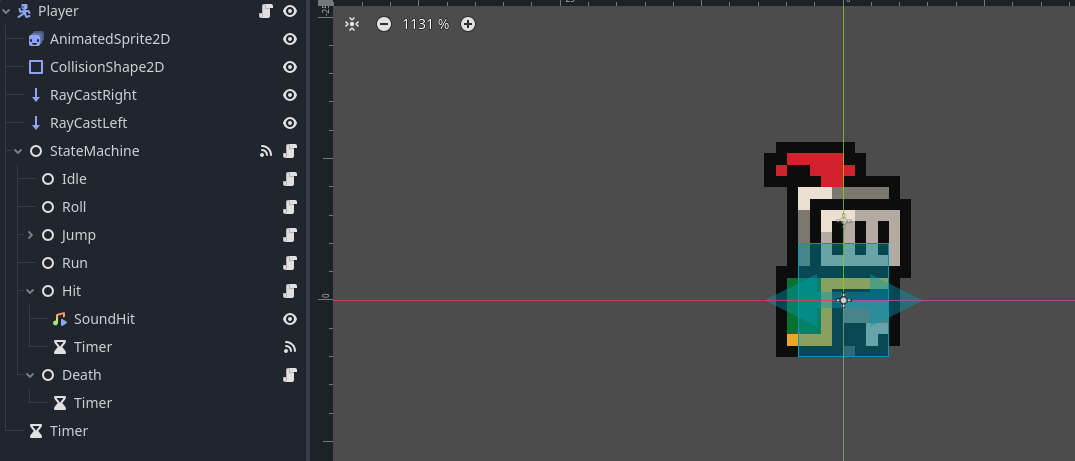 Player
AnimatedSprite2D
CollisionShape2D
RayCastRight
RayCastLeft
StateMachine
Idle
Roll
Jump
Run
Hit
SoundHit
Timer
Death
Timer
Timer
1131 %
0